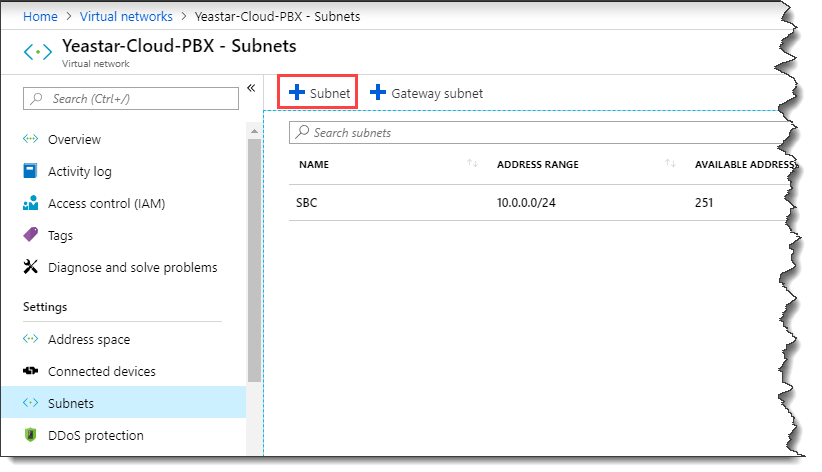 Home > Virtual networks > Yeastar-Cloud-PBX - Subnets
Yeastar-Cloud-PBX - Subnets
Virtual network
Search (Ctrl+/)
«
Overview
Activity log
Access control (IAM)
Tags
Diagnose and solve problems
Settings
Address space
Connected devices
Subnets
DDoS protection
+ Subnet + Gateway subnet
Search subnets
NAME ↑↓ ADDRESS RANGE ↑↓ AVAILABLE ADDRESS
SBC 10.0.0.0/24 251